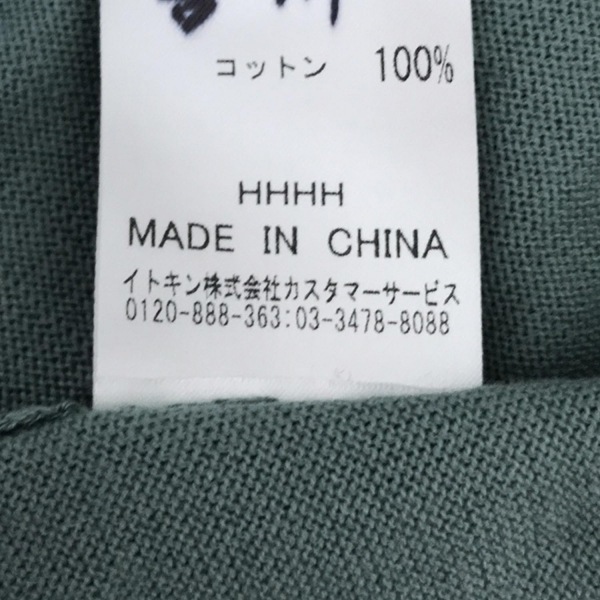 コットン 100%
HHHH
MADE IN CHINA
イトキン株式会社カスタマーサービス
0120-888-363:03-3478-8088